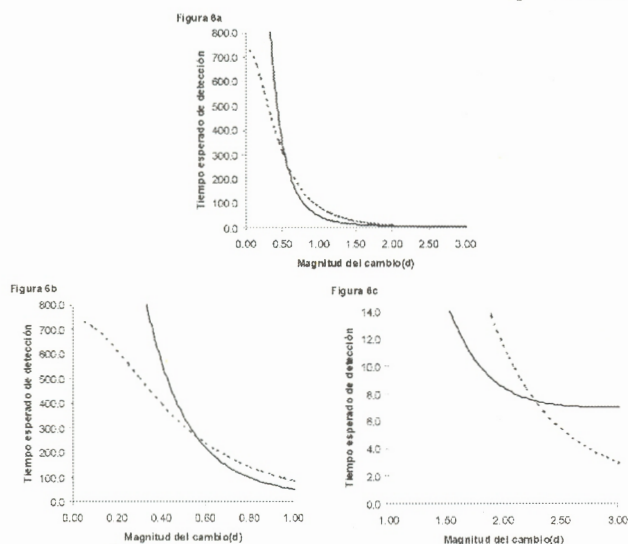 Figura 6a
Tiempo esperado de detección
800.0
700.0
600.0
500.0
400.0
300.0
200.0
100.0
0.0
0.00 0.50 1.00 1.50 2.00 2.50 3.00
Magnitud del cambio(d)
Figura 6b
Tiempo esperado de detección
800.0
700.0
600.0
500.0
400.0
300.0
200.0
100.0
0.0
0.00 0.20 0.40 0.60 0.80 1.00
Magnitud del cambio(d)
Figura 6c
Tiempo esperado de detección
14.0
12.0
10.0
8.0
6.0
4.0
2.0
0.0
1.00 2.00 3.00
Magnitud del cambio(d)